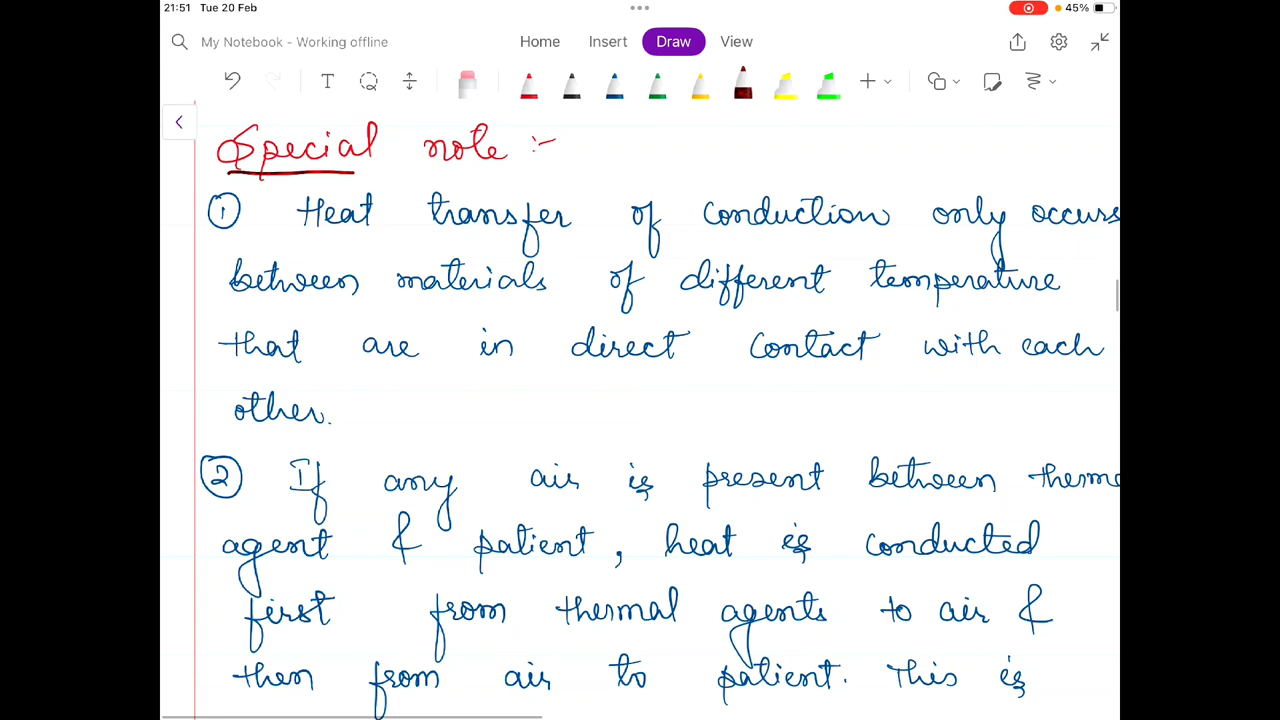 21:51 Tue 20 Feb
45%
My Notebook - Working offline
Home Insert Draw View
Special note :-
① Heat transfer of conduction only occurs
between materials of different temperature
that are in direct contact with each
other.
② If any air is present between therma
agent & patient, heat is conducted
first from thermal agents to air &
then from air to patient. This is